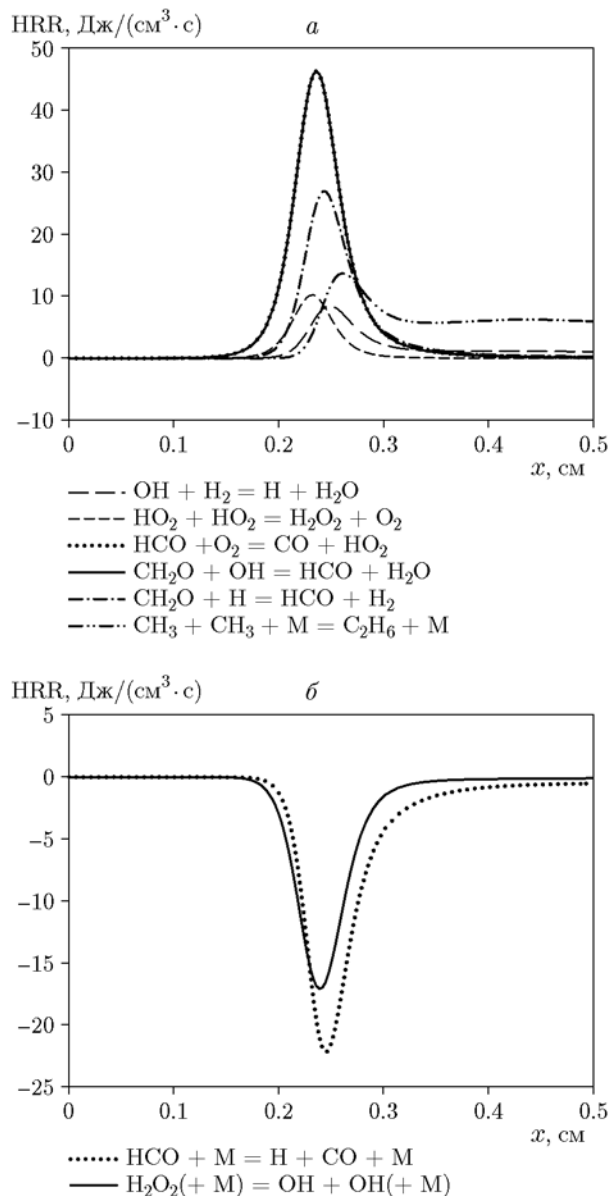 HRR, Дж/(см³·с) а
50
40
30
20
10
0
−10
0 0.1 0.2 0.3 0.4 0.5
x, см
OH + H₂ = H + H₂O
HO₂ + HO₂ = H₂O₂ + O₂
HCO +O₂ = CO + HO₂
CH₂O + OH = HCO + H₂O
CH₂O + H = HCO + H₂
CH₃ + CH₃ + M = C₂H₆ + M
HRR, Дж/(см³·с) б
5
0
−5
−10
−15
−20
−25
0 0.1 0.2 0.3 0.4 0.5
x, см
HCO + M = H + CO + M
H₂O₂(+ M) = OH + OH(+ M)